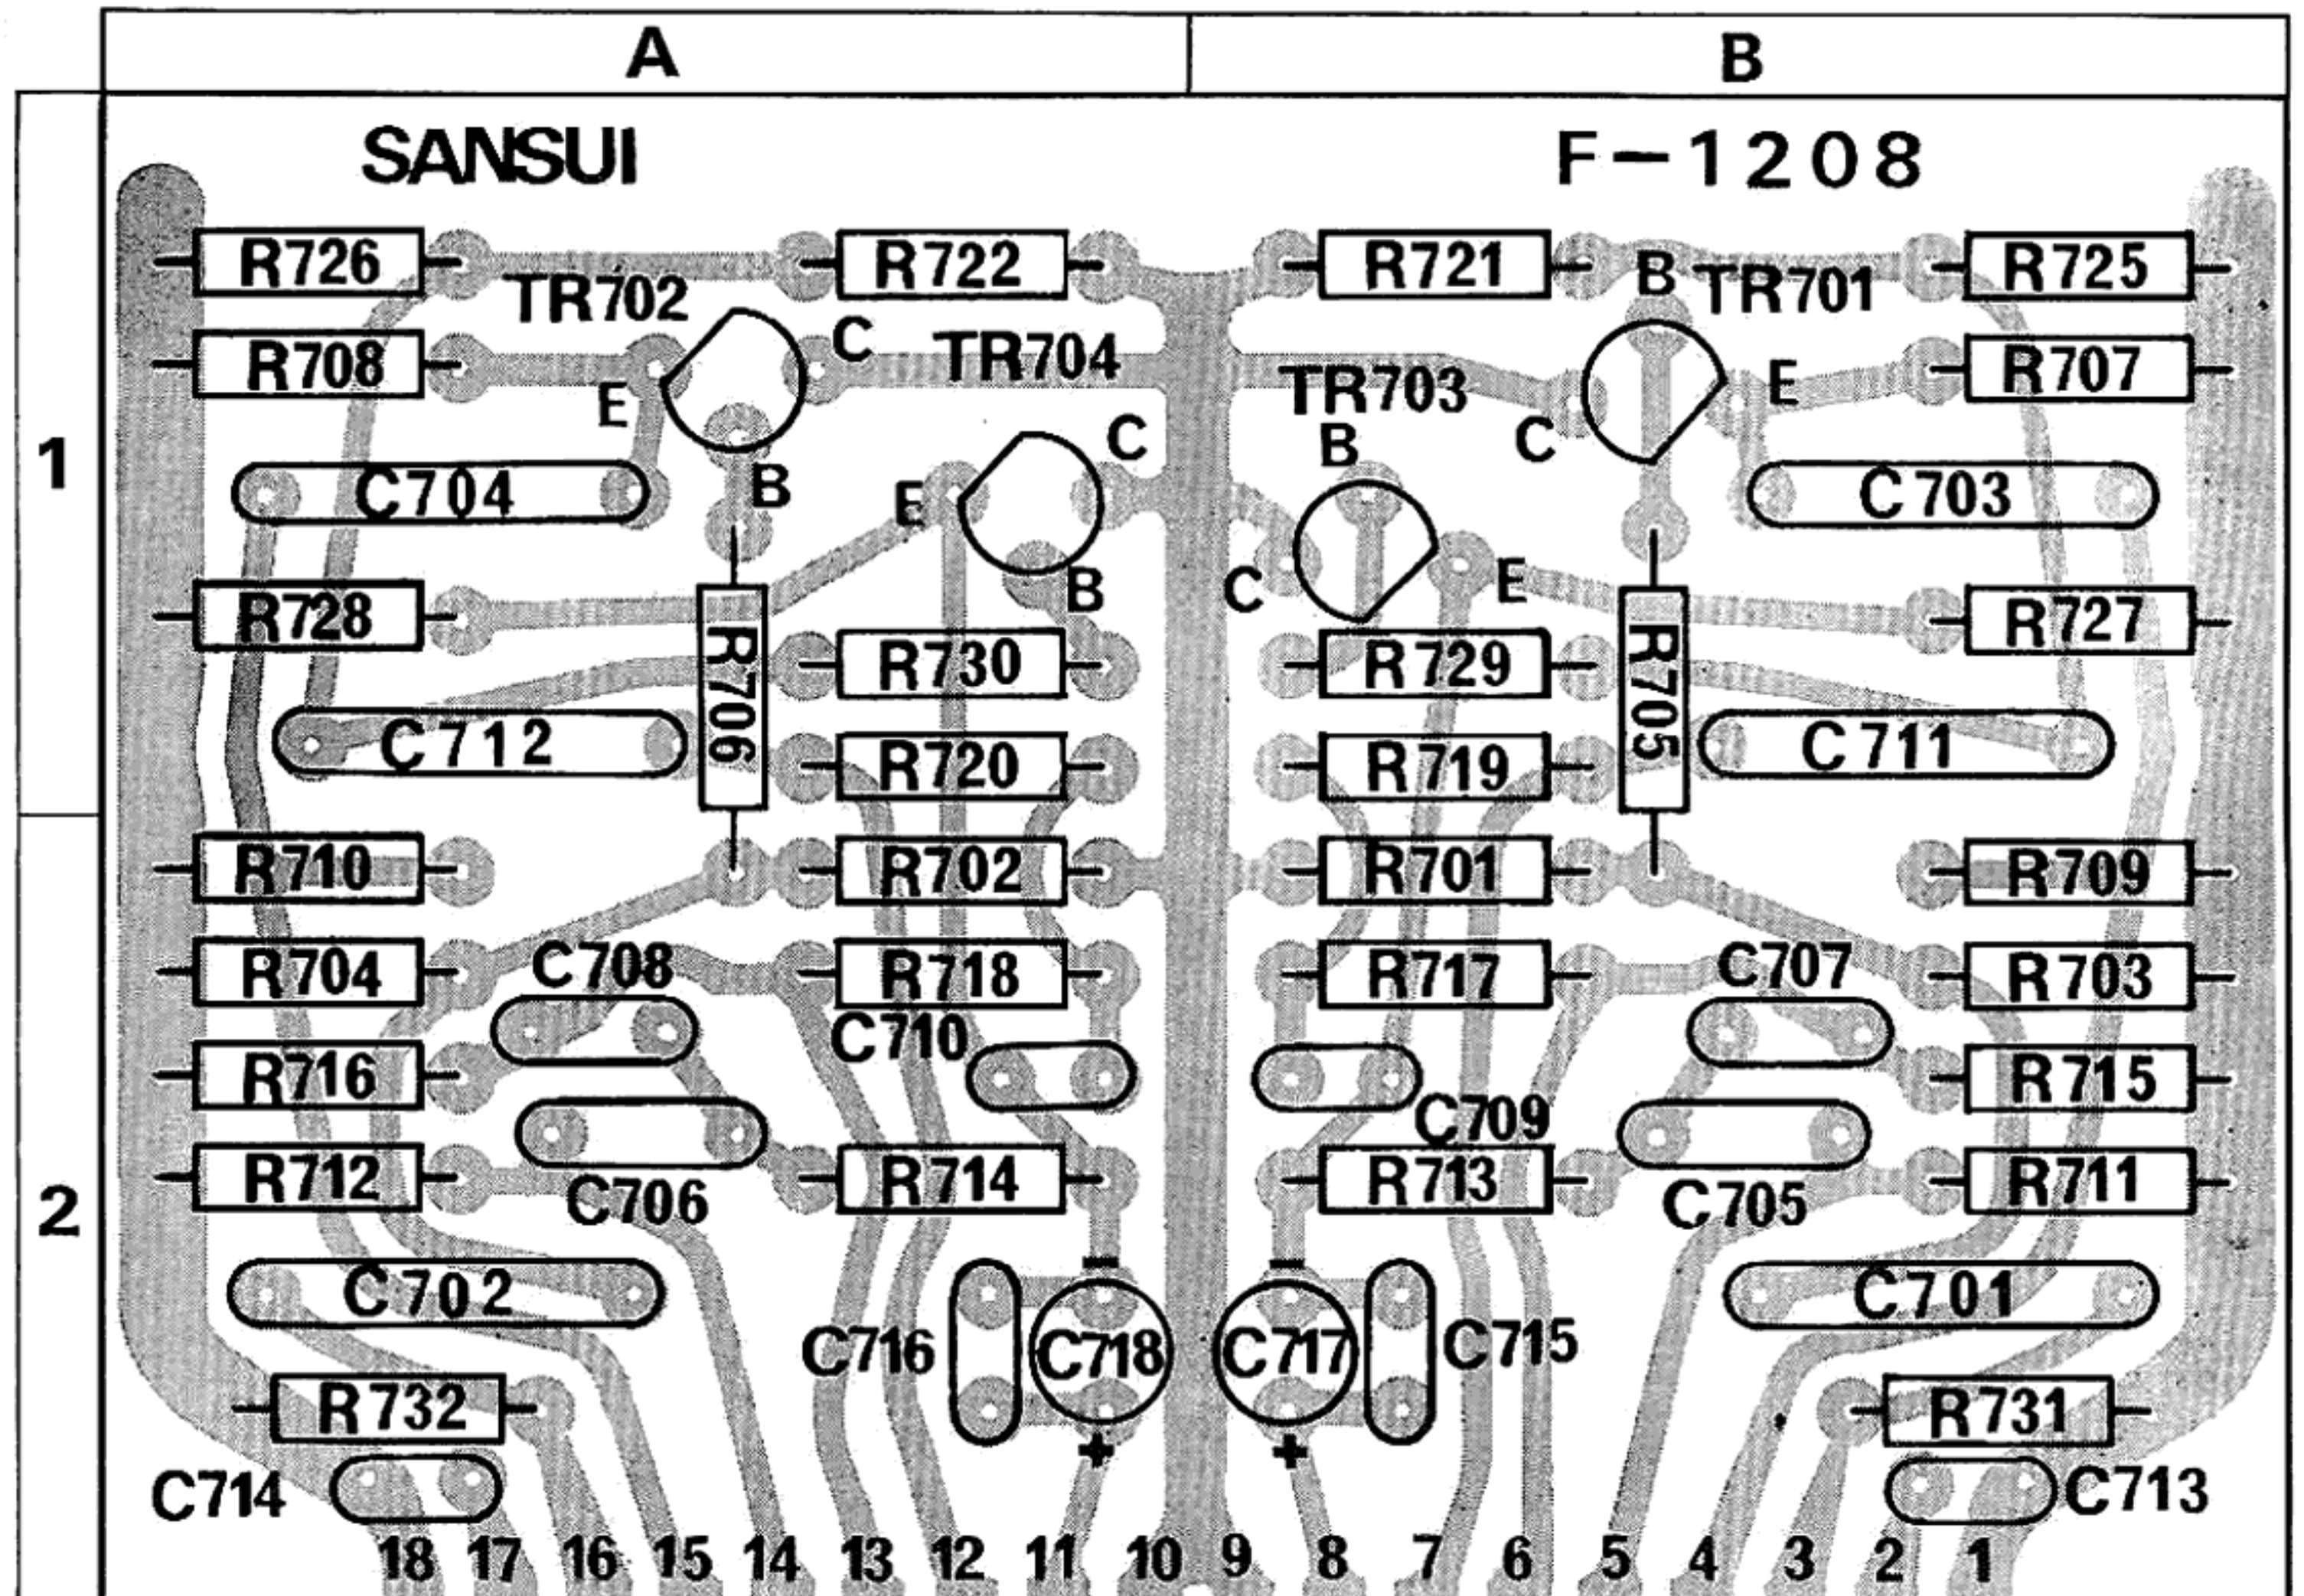 A B
SANSUI F-1208
R726 R722 R721 B TR701 R725
TR702
R708 C TR704 TR703 E R707
E B C
1
C704 B E C C703
R728 B C E R727
R730 R729
R706 R705
C712 R720 R719 C711
R710 R702 R701 R709
R704 C708 R718 R717 C707 R703
C710
R716 R715
C709
R712 R714 R713 R711
2
C706 C705
C702 - - C701
C716 C718 C717 C715
R732 R731
+ +
C714 C713
18 17 16 15 14 13 12 11 10 9 8 7 6 5 4 3 2 1